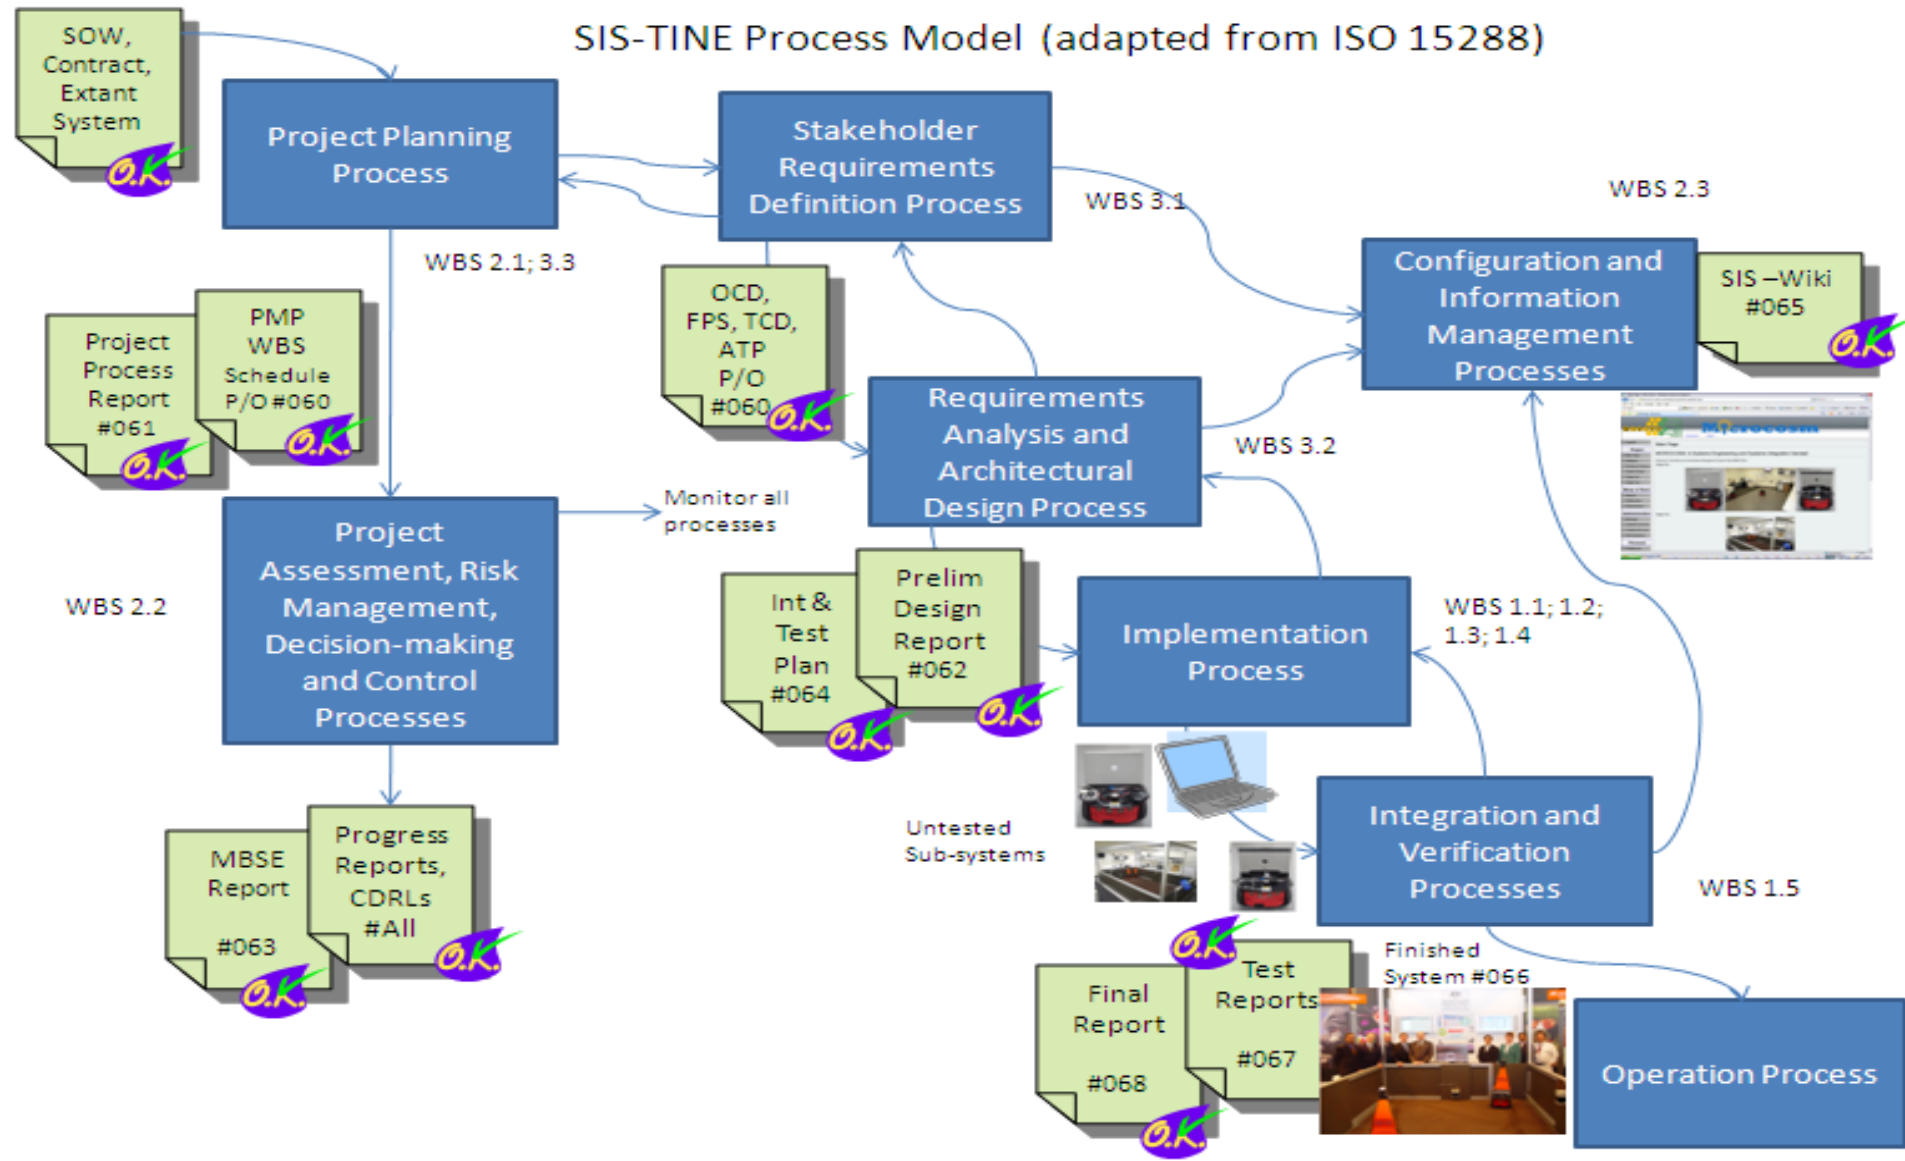 SIS-TINE Process Model (adapted from ISO 15288)
SOW,
Contract,
Extant
System
O.K.
Project Planning
Process
Stakeholder
Requirements
Definition Process
WBS 3.1
WBS 2.3
WBS 2.1; 3.3
Configuration and
Information
Management
Processes
SIS –Wiki
#065
O.K.
OCD,
FPS, TCD,
ATP
P/O
#060
O.K.
Project
Process
Report
#061
O.K.
PMP
WBS
Schedule
P/O #060
O.K.
Requirements
Analysis and
Architectural
Design Process
WBS 3.2
Microcosm
Monitor all
processes
Project
Assessment, Risk
Management,
Decision-making
and Control
Processes
WBS 2.2
Int &
Test
Plan
#064
O.K.
Prelim
Design
Report
#062
O.K.
Implementation
Process
WBS 1.1; 1.2;
1.3; 1.4
Untested
Sub-systems
Integration and
Verification
Processes
WBS 1.5
MBSE
Report
#063
O.K.
Progress
Reports,
CDRLs
#All
O.K.
Finished
System #066
O.K.
Test
Reports
#067
Final
Report
#068
O.K.
Operation Process